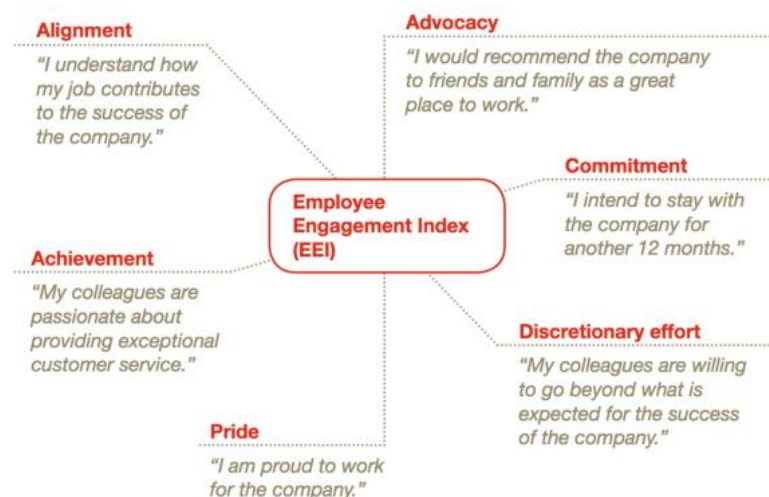 Alignment
“I understand how
my job contributes
to the success of
the company.”
Advocacy
“I would recommend the company
to friends and family as a great
place to work.”
Commitment
“I intend to stay with
the company for
another 12 months.”
Employee
Engagement Index
(EEI)
Achievement
“My colleagues are
passionate about
providing exceptional
customer service.”
Discretionary effort
“My colleagues are willing
to go beyond what is
expected for the success
of the company.”
Pride
“I am proud to work
for the company.”